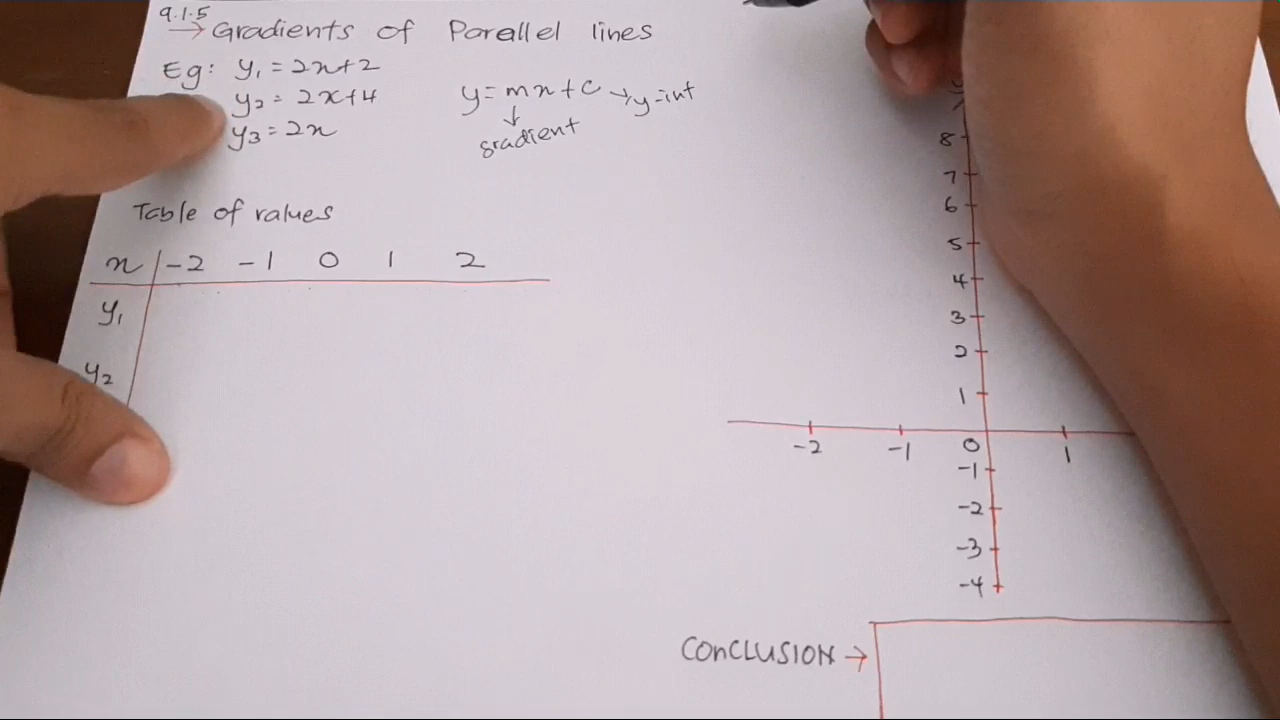 9.1.5
→ Gradients of Parallel lines
Eg: y₁ = 2x+2
y₂ = 2x+4
y₃ = 2x
y = mx + c → y-int
↓
gradient
Table of values
x -2 -1 0 1 2
y₁
y₂
8
7
6
5
4
3
2
1
-2 -1 0 1
-1
-2
-3
-4
CONCLUSION →